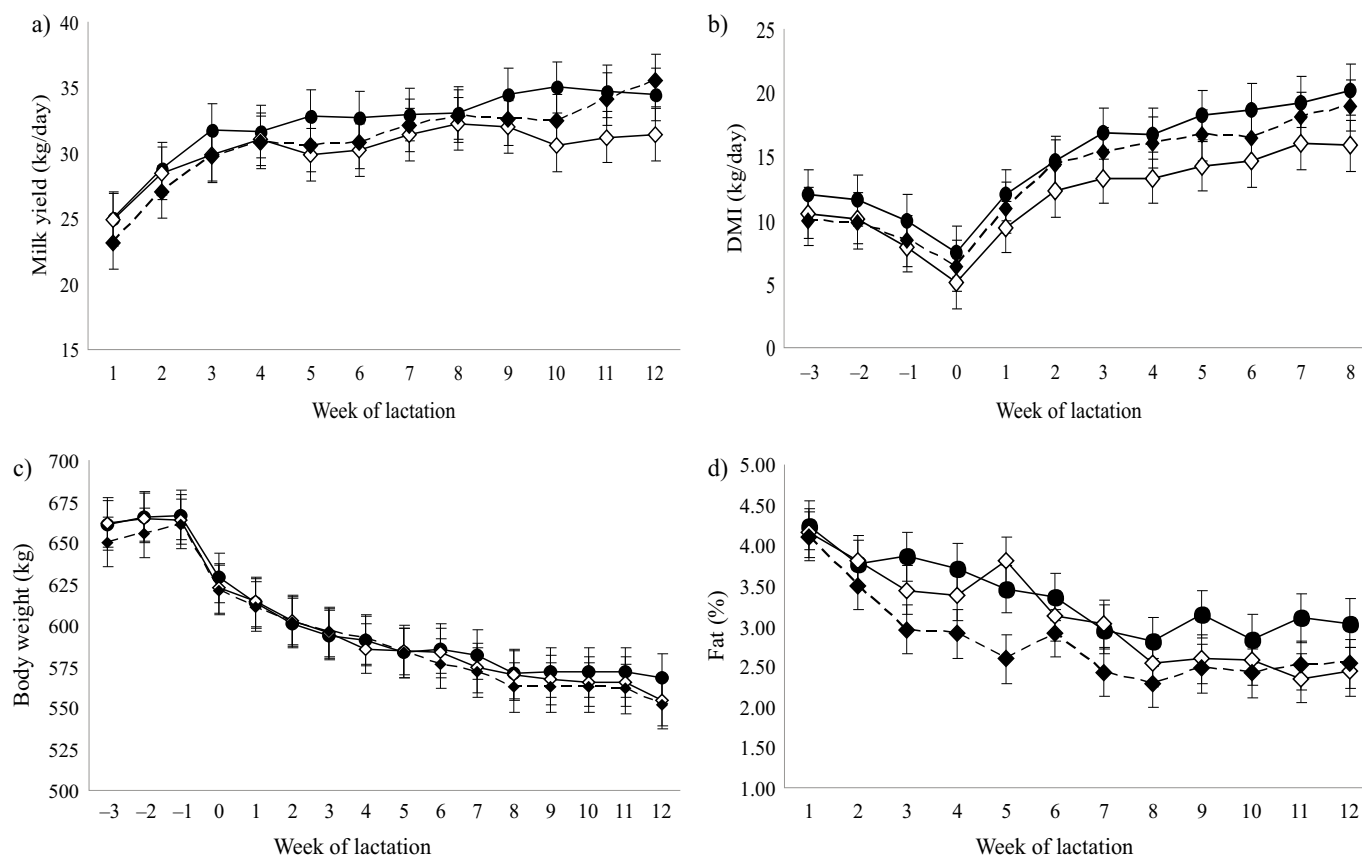 a)
Milk yield (kg/day)
40
35
30
25
20
15
1 2 3 4 5 6 7 8 9 10 11 12
Week of lactation
b)
DMI (kg/day)
25
20
15
10
5
0
–3 –2 –1 0 1 2 3 4 5 6 7 8
Week of lactation
c)
Body weight (kg)
700
675
650
625
600
575
550
525
500
–3 –2 –1 0 1 2 3 4 5 6 7 8 9 10 11 12
Week of lactation
d)
Fat (%)
5.00
4.50
4.00
3.50
3.00
2.50
2.00
1.50
1.00
1 2 3 4 5 6 7 8 9 10 11 12
Week of lactation